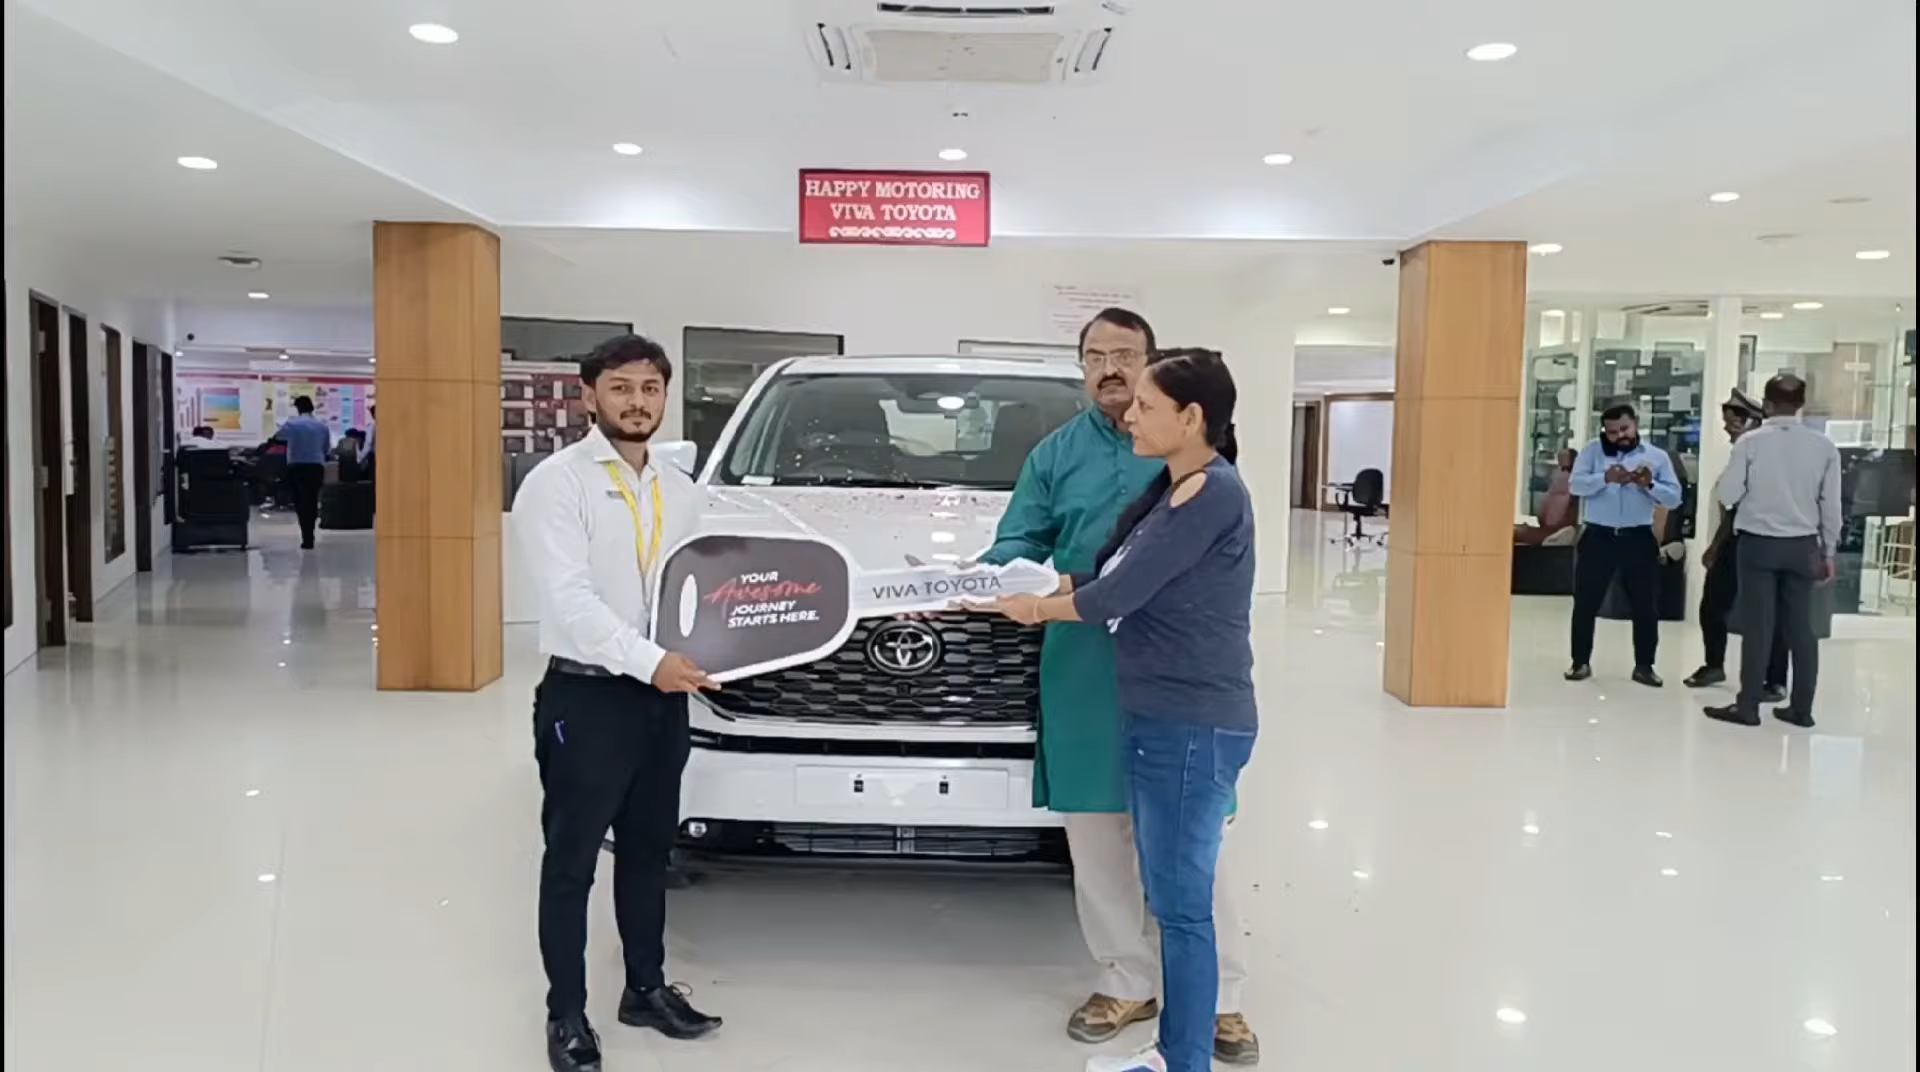 HAPPY MOTORING
VIVA TOYOTA
YOUR
Awesome
JOURNEY
STARTS HERE.
VIVA TOYOTA